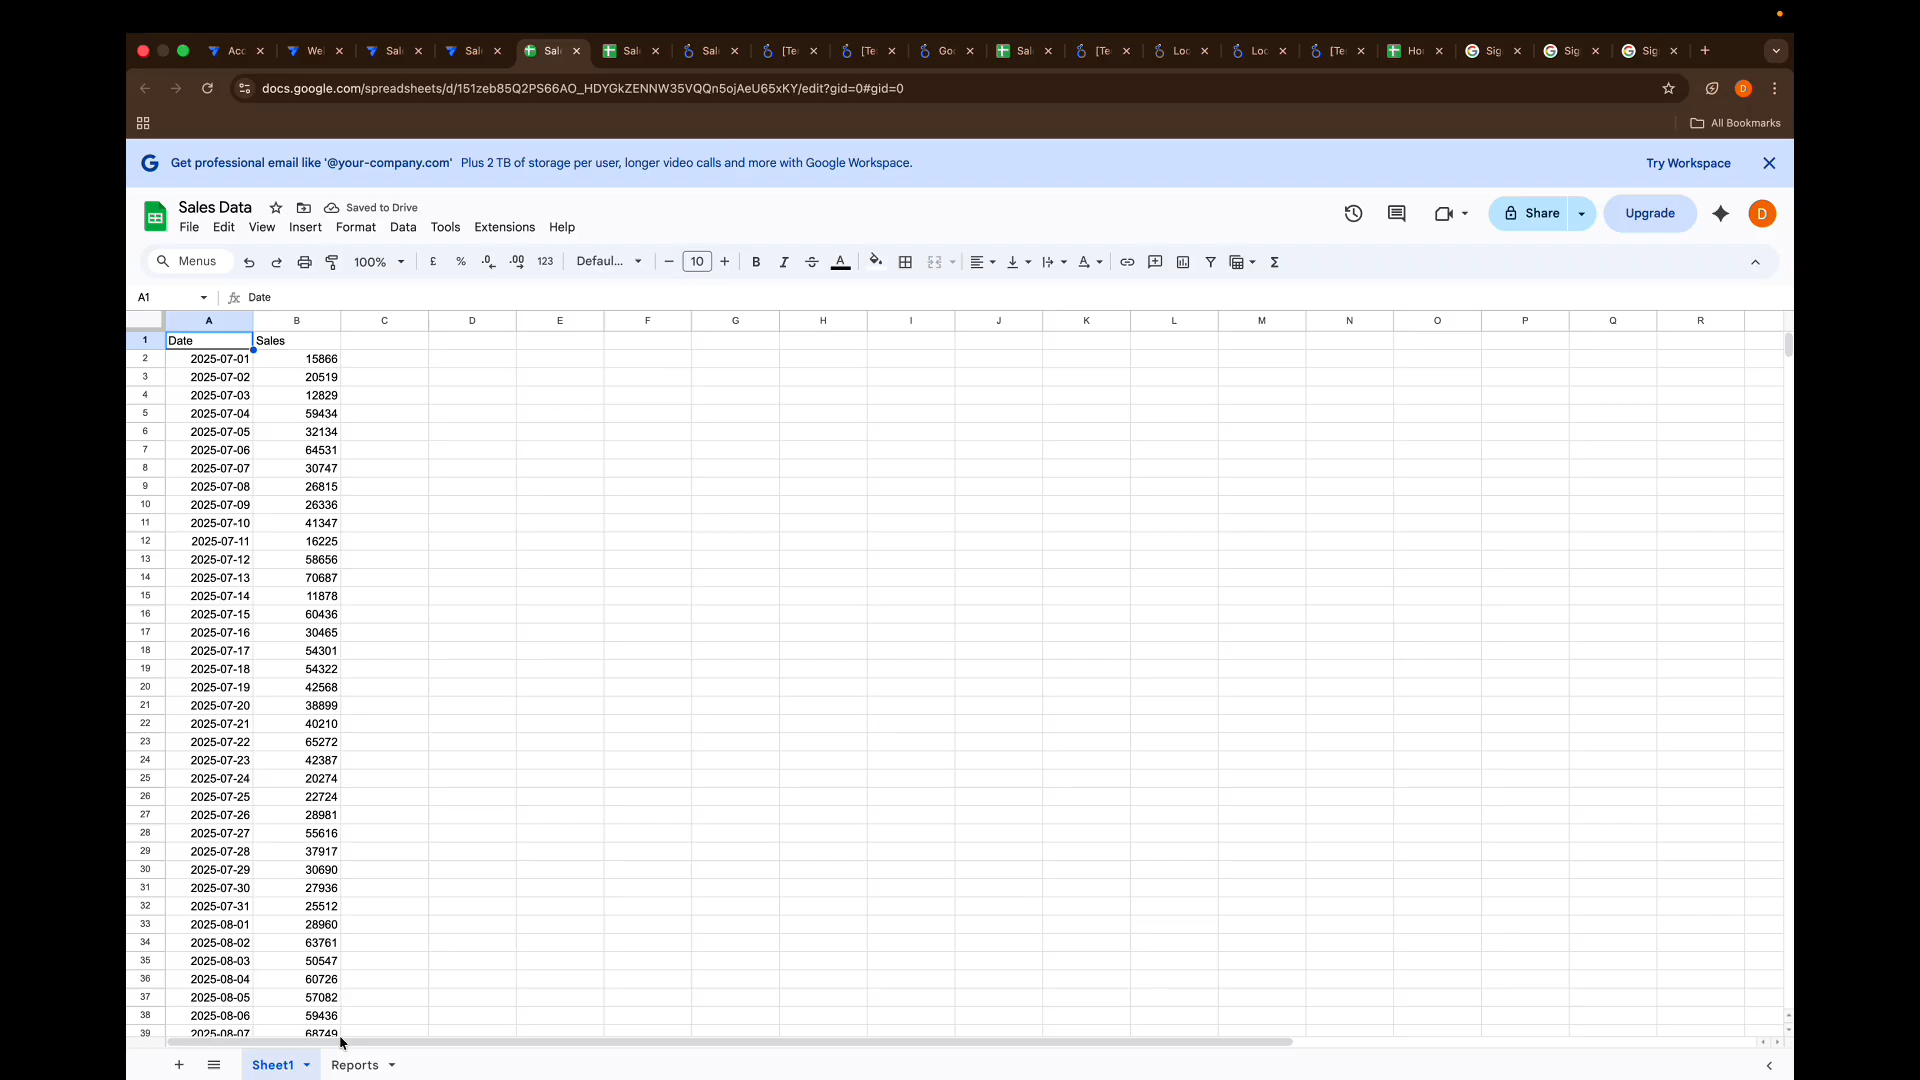 Acc
Wel
Sal
Sal
Sal
Sal
Sal
[Te
[Te
Goo
Sal
[Te
Loo
Loo
[Te
Ho
Sig
Sig
Sig
docs.google.com/spreadsheets/d/151zeb85Q2PS66AO_HDYGkZENNW35VQQn5ojAeU65xKY/edit?gid=0#gid=0
D
All Bookmarks
Get professional email like '@your-company.com' Plus 2 TB of storage per user, longer video calls and more with Google Workspace.
Try Workspace
Sales Data
Saved to Drive
File Edit View Insert Format Data Tools Extensions Help
Share
Upgrade
D
Menus
100%
£
%
.0
.00
123
Defaul...
10
B
I
A
A1
fx
Date
A B C D E F G H I J K L M N O P Q R
1 Date Sales
2 2025-07-01 15866
3 2025-07-02 20519
4 2025-07-03 12829
5 2025-07-04 59434
6 2025-07-05 32134
7 2025-07-06 64531
8 2025-07-07 30747
9 2025-07-08 26815
10 2025-07-09 26336
11 2025-07-10 41347
12 2025-07-11 16225
13 2025-07-12 58656
14 2025-07-13 70687
15 2025-07-14 11878
16 2025-07-15 60436
17 2025-07-16 30465
18 2025-07-17 54301
19 2025-07-18 54322
20 2025-07-19 42568
21 2025-07-20 38899
22 2025-07-21 40210
23 2025-07-22 65272
24 2025-07-23 42387
25 2025-07-24 20274
26 2025-07-25 22724
27 2025-07-26 28981
28 2025-07-27 55616
29 2025-07-28 37917
30 2025-07-29 30690
31 2025-07-30 27936
32 2025-07-31 25512
33 2025-08-01 28960
34 2025-08-02 63761
35 2025-08-03 50547
36 2025-08-04 60726
37 2025-08-05 57082
38 2025-08-06 59436
39 2025-08-07 68749
Sheet1
Reports